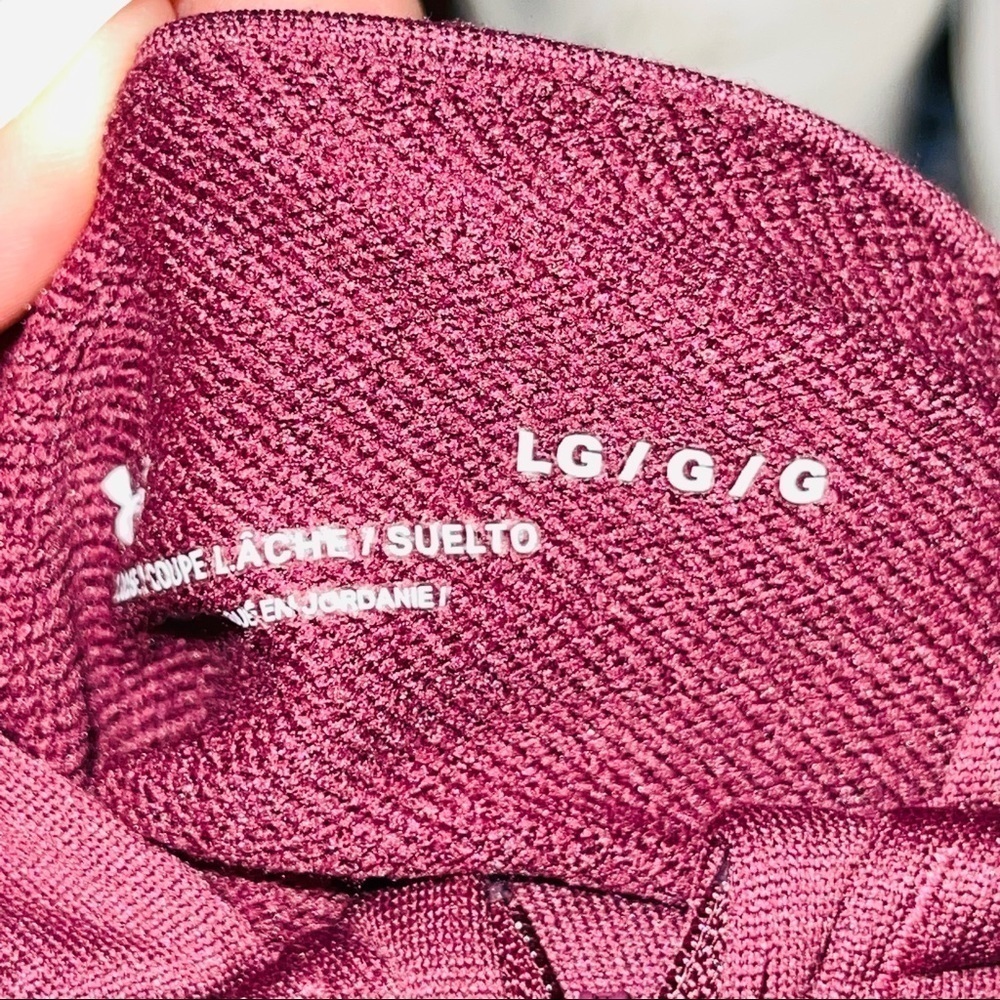 LG / G / G
COUPE LÂCHE / SUELTO
EN JORDANIE /